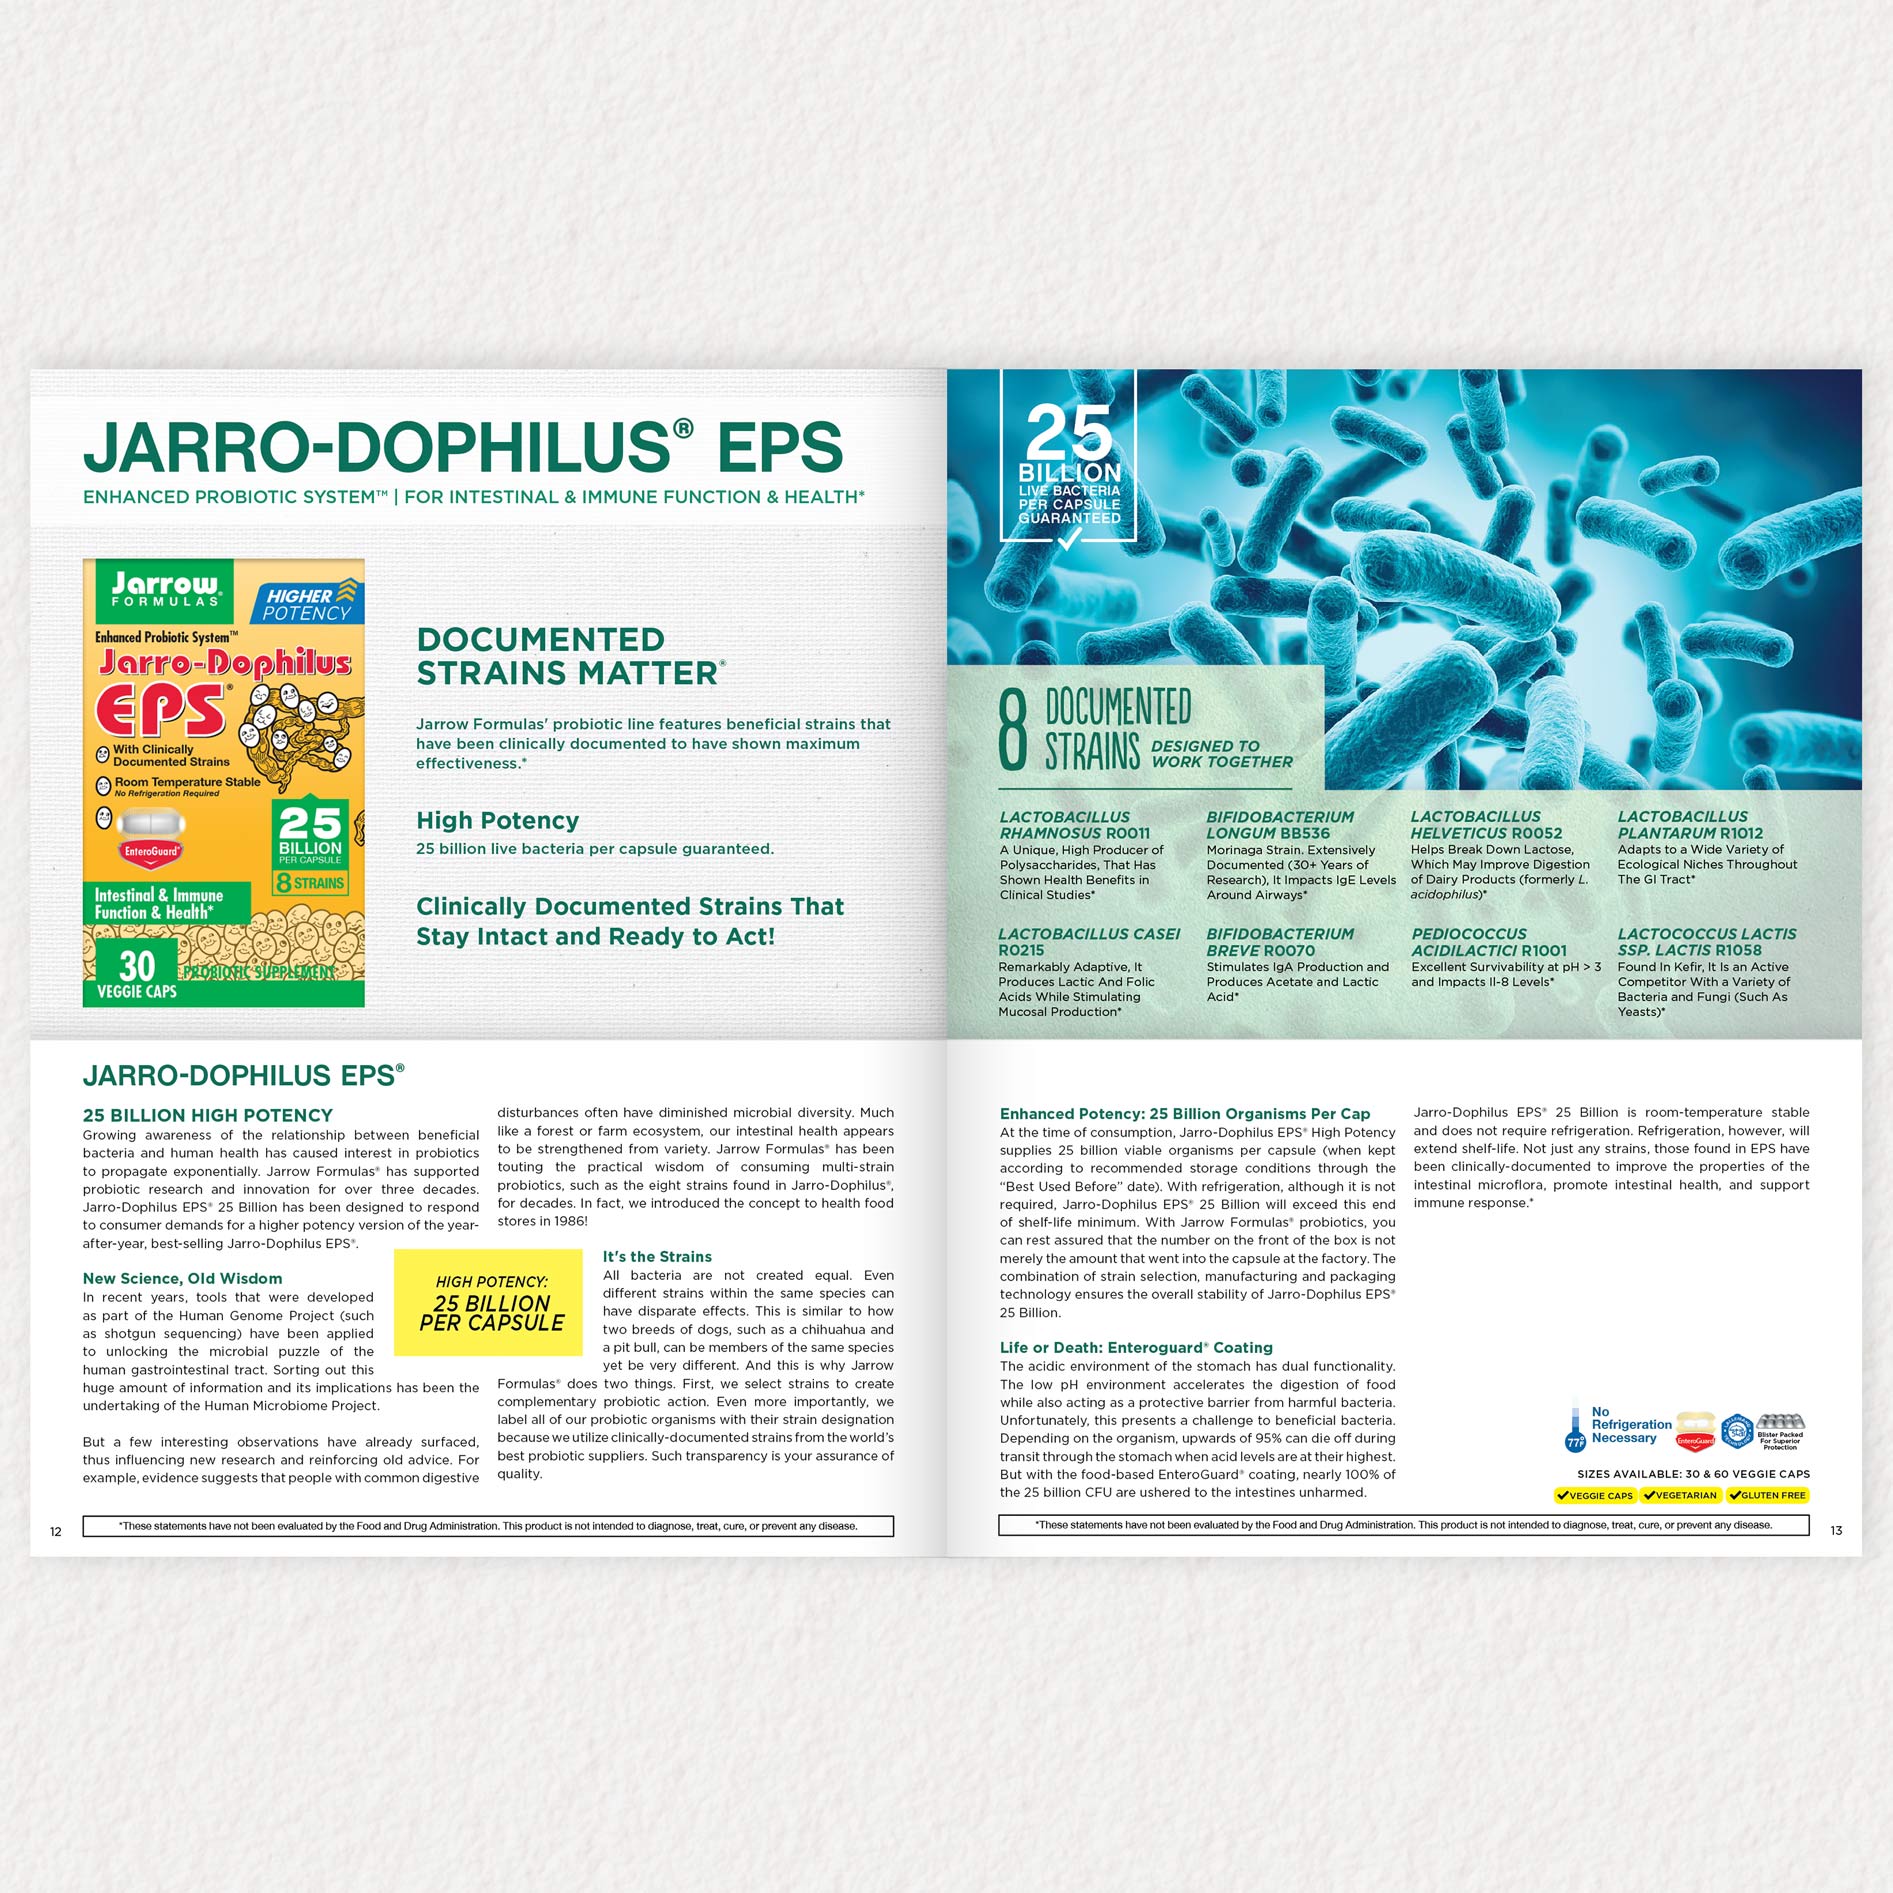 JARRO-DOPHILUS® EPS
ENHANCED PROBIOTIC SYSTEM™ | FOR INTESTINAL & IMMUNE FUNCTION & HEALTH*
Jarrow®
FORMULAS
HIGHER
POTENCY
Enhanced Probiotic System™
Jarro-Dophilus
EPS®
With Clinically
Documented Strains
Room Temperature Stable
No Refrigeration Required
EnteroGuard®
25
BILLION
PER CAPSULE
8 STRAINS
Intestinal & Immune
Function & Health*
30
PROBIOTIC SUPPLEMENT
VEGGIE CAPS
DOCUMENTED
STRAINS MATTER®
Jarrow Formulas' probiotic line features beneficial strains that
have been clinically documented to have shown maximum
effectiveness.*
High Potency
25 billion live bacteria per capsule guaranteed.
Clinically Documented Strains That
Stay Intact and Ready to Act!
JARRO-DOPHILUS EPS®
25 BILLION HIGH POTENCY
Growing awareness of the relationship between beneficial
bacteria and human health has caused interest in probiotics
to propagate exponentially. Jarrow Formulas® has supported
probiotic research and innovation for over three decades.
Jarro-Dophilus EPS® 25 Billion has been designed to respond
to consumer demands for a higher potency version of the year-
after-year, best-selling Jarro-Dophilus EPS®.
New Science, Old Wisdom
In recent years, tools that were developed
as part of the Human Genome Project (such
as shotgun sequencing) have been applied
to unlocking the microbial puzzle of the
human gastrointestinal tract. Sorting out this
huge amount of information and its implications has been the
undertaking of the Human Microbiome Project.
But a few interesting observations have already surfaced,
thus influencing new research and reinforcing old advice. For
example, evidence suggests that people with common digestive
HIGH POTENCY:
25 BILLION
PER CAPSULE
disturbances often have diminished microbial diversity. Much
like a forest or farm ecosystem, our intestinal health appears
to be strengthened from variety. Jarrow Formulas® has been
touting the practical wisdom of consuming multi-strain
probiotics, such as the eight strains found in Jarro-Dophilus®,
for decades. In fact, we introduced the concept to health food
stores in 1986!
It's the Strains
All bacteria are not created equal. Even
different strains within the same species can
have disparate effects. This is similar to how
two breeds of dogs, such as a chihuahua and
a pit bull, can be members of the same species
yet be very different. And this is why Jarrow
Formulas® does two things. First, we select strains to create
complementary probiotic action. Even more importantly, we
label all of our probiotic organisms with their strain designation
because we utilize clinically-documented strains from the world's
best probiotic suppliers. Such transparency is your assurance of
quality.
12
*These statements have not been evaluated by the Food and Drug Administration. This product is not intended to diagnose, treat, cure, or prevent any disease.
25
BILLION
LIVE BACTERIA
PER CAPSULE
GUARANTEED
8 DOCUMENTED
STRAINS DESIGNED TO
WORK TOGETHER
LACTOBACILLUS
RHAMNOSUS R0011
A Unique, High Producer of
Polysaccharides, That Has
Shown Health Benefits in
Clinical Studies*
BIFIDOBACTERIUM
LONGUM BB536
Morinaga Strain. Extensively
Documented (30+ Years of
Research), It Impacts IgE Levels
Around Airways*
LACTOBACILLUS
HELVETICUS R0052
Helps Break Down Lactose,
Which May Improve Digestion
of Dairy Products (formerly L.
acidophilus)*
LACTOBACILLUS
PLANTARUM R1012
Adapts to a Wide Variety of
Ecological Niches Throughout
The GI Tract*
LACTOBACILLUS CASEI
R0215
Remarkably Adaptive, It
Produces Lactic And Folic
Acids While Stimulating
Mucosal Production*
BIFIDOBACTERIUM
BREVE R0070
Stimulates IgA Production and
Produces Acetate and Lactic
Acid*
PEDIOCOCCUS
ACIDILACTICI R1001
Excellent Survivability at pH > 3
and Impacts Il-8 Levels*
LACTOCOCCUS LACTIS
SSP. LACTIS R1058
Found In Kefir, It Is an Active
Competitor With a Variety of
Bacteria and Fungi (Such As
Yeasts)*
Enhanced Potency: 25 Billion Organisms Per Cap
At the time of consumption, Jarro-Dophilus EPS® High Potency
supplies 25 billion viable organisms per capsule (when kept
according to recommended storage conditions through the
“Best Used Before” date). With refrigeration, although it is not
required, Jarro-Dophilus EPS® 25 Billion will exceed this end
of shelf-life minimum. With Jarrow Formulas® probiotics, you
can rest assured that the number on the front of the box is not
merely the amount that went into the capsule at the factory. The
combination of strain selection, manufacturing and packaging
technology ensures the overall stability of Jarro-Dophilus EPS®
25 Billion.
Life or Death: Enteroguard® Coating
The acidic environment of the stomach has dual functionality.
The low pH environment accelerates the digestion of food
while also acting as a protective barrier from harmful bacteria.
Unfortunately, this presents a challenge to beneficial bacteria.
Depending on the organism, upwards of 95% can die off during
transit through the stomach when acid levels are at their highest.
But with the food-based EnteroGuard® coating, nearly 100% of
the 25 billion CFU are ushered to the intestines unharmed.
Jarro-Dophilus EPS® 25 Billion is room-temperature stable
and does not require refrigeration. Refrigeration, however, will
extend shelf-life. Not just any strains, those found in EPS have
been clinically-documented to improve the properties of the
intestinal microflora, promote intestinal health, and support
immune response.*
77F
No
Refrigeration
Necessary
EnteroGuard
Blister Packed
For Superior
Protection
SIZES AVAILABLE: 30 & 60 VEGGIE CAPS
VEGGIE CAPS VEGETARIAN GLUTEN FREE
*These statements have not been evaluated by the Food and Drug Administration. This product is not intended to diagnose, treat, cure, or prevent any disease.
13